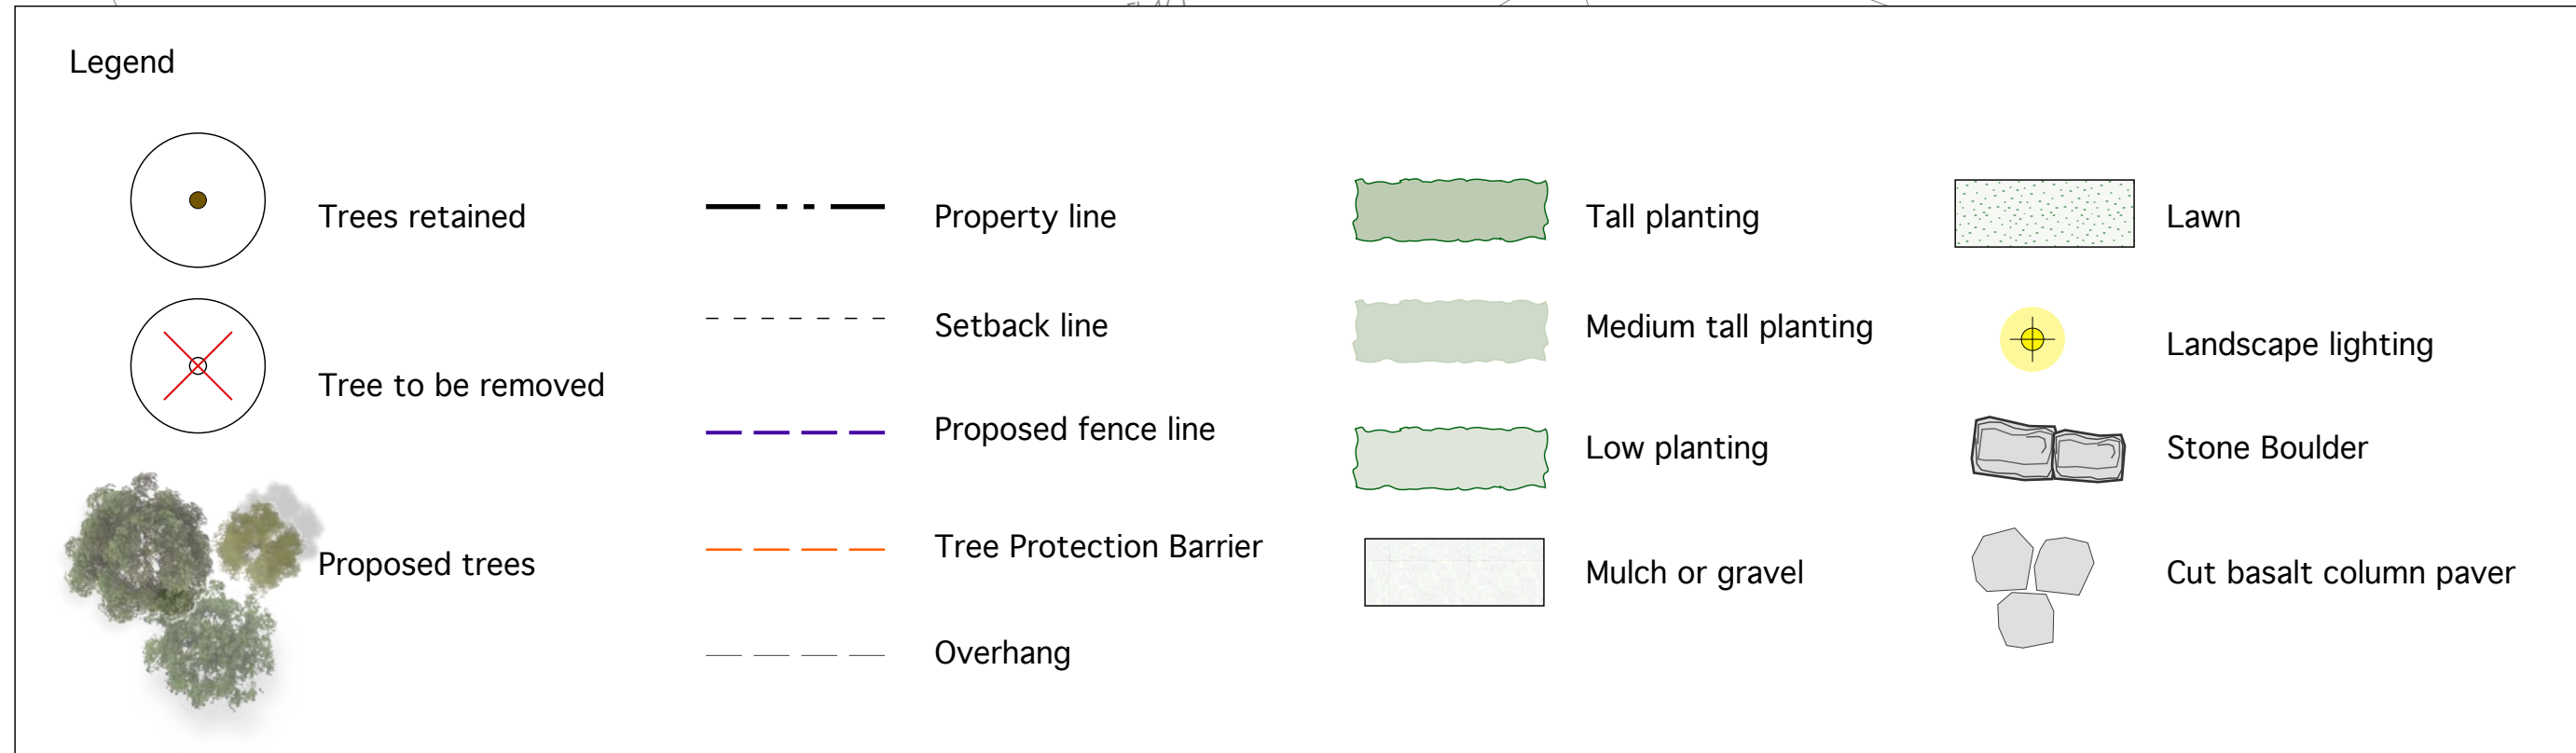 Legend
Trees retained
Tree to be removed
Proposed trees
Property line
Setback line
Proposed fence line
Tree Protection Barrier
Overhang
Tall planting
Medium tall planting
Low planting
Mulch or gravel
Lawn
Landscape lighting
Stone Boulder
Cut basalt column paver